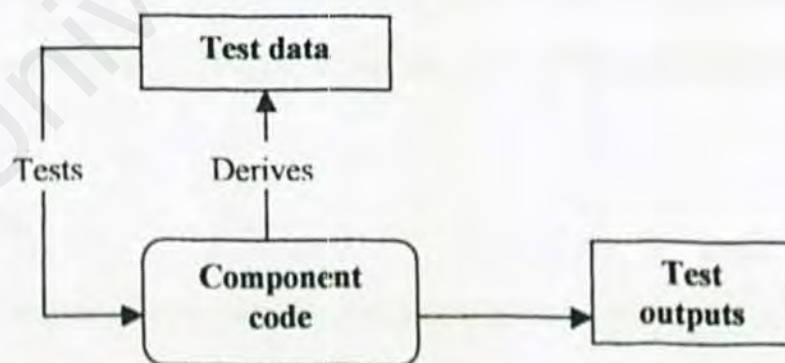 Test data
Tests
Derives
Component
code
Test
outputs